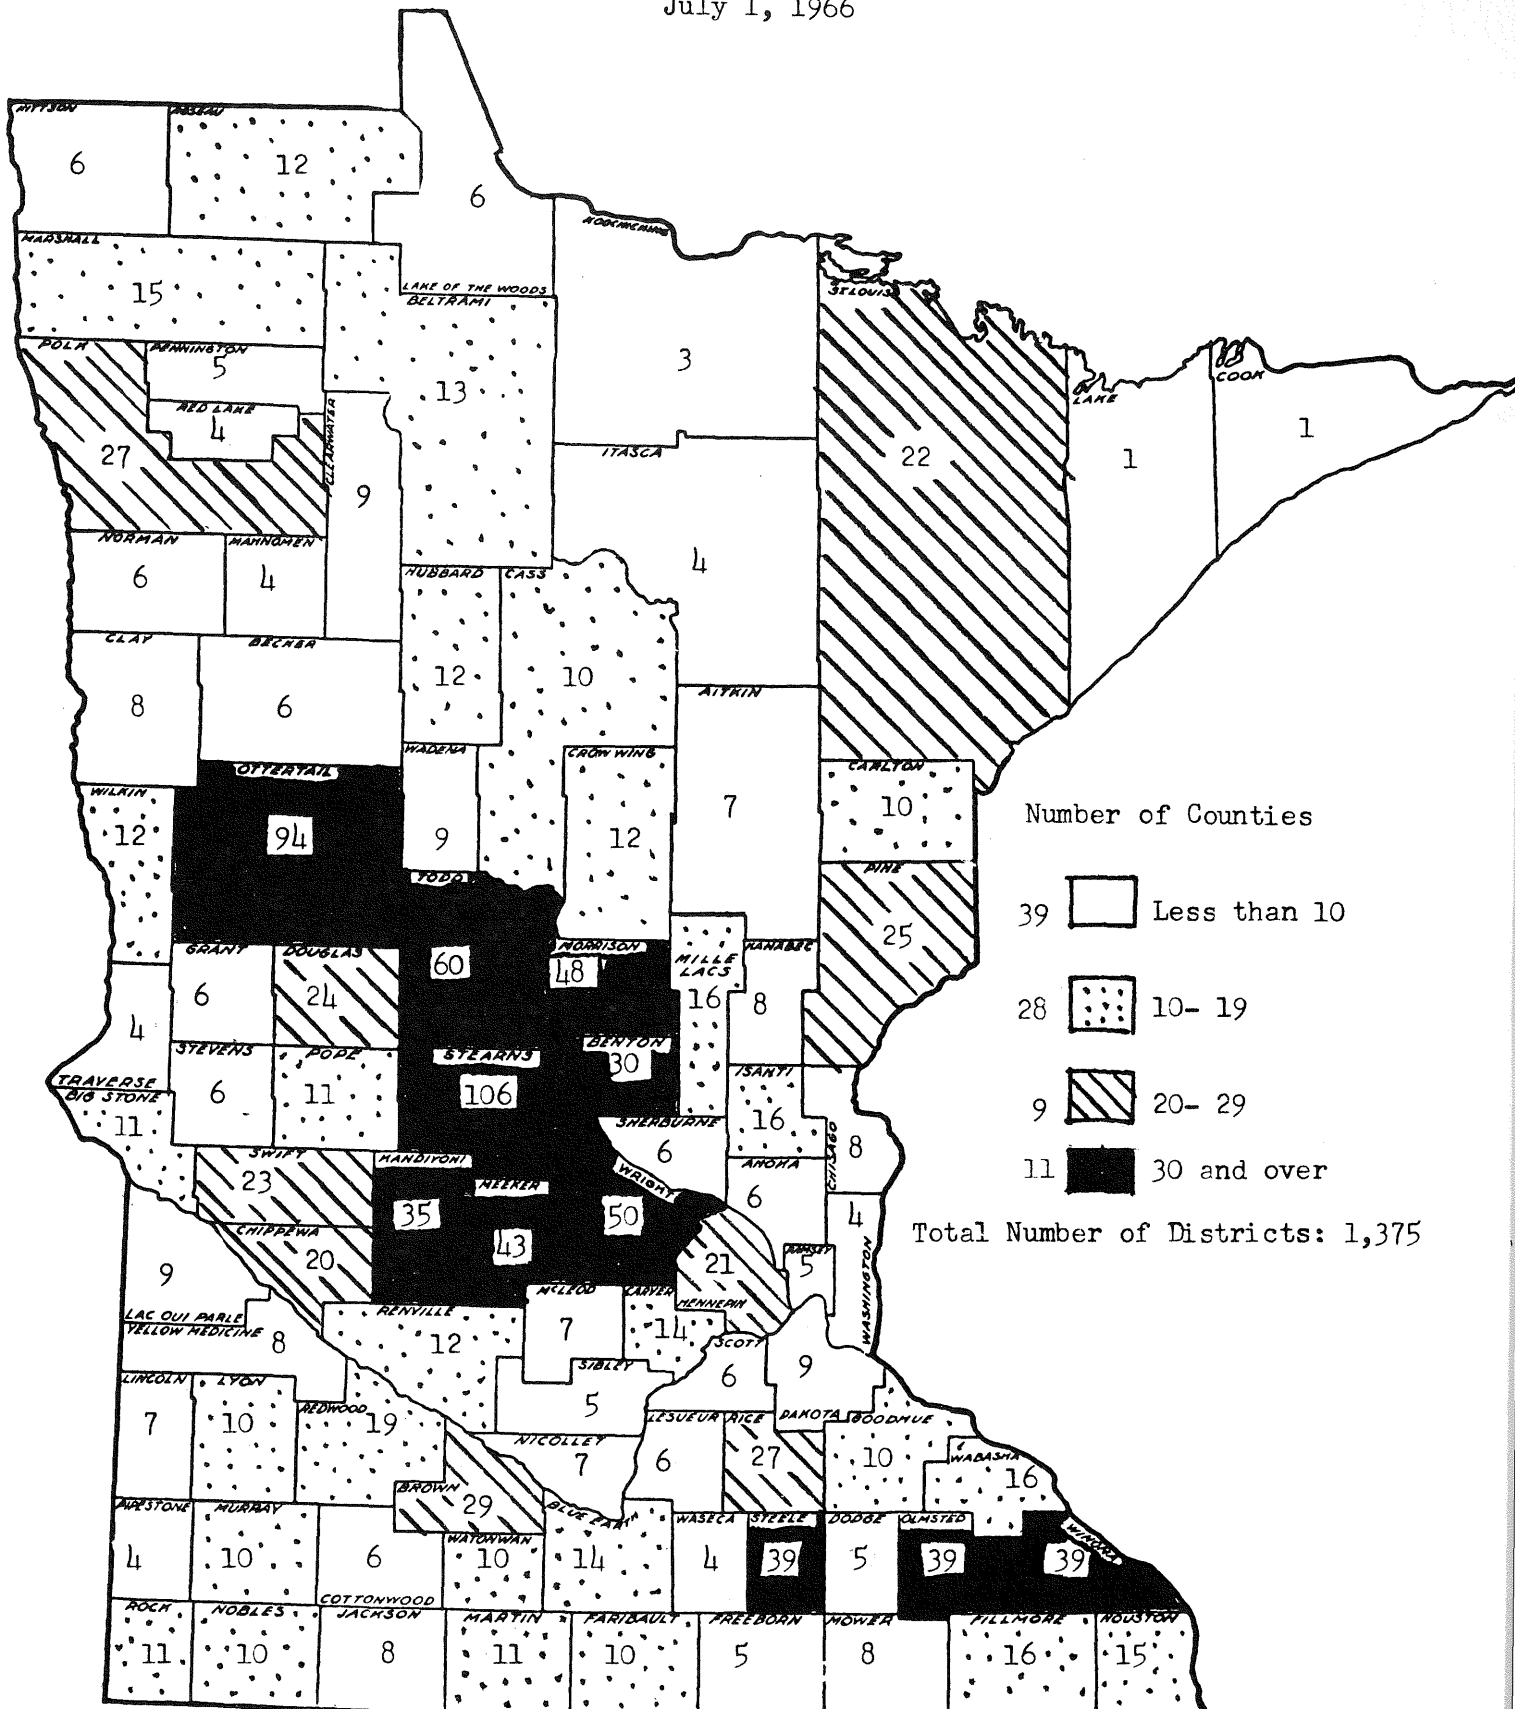 July 1, 1966
KITTSON
6
ROSEAU
12
6
LAKE OF THE WOODS
KOOCHICHING
3
MARSHALL
15
BELTRAMI
13
ST. LOUIS
22
LAKE
1
COOK
1
POLK
27
PENNINGTON
5
RED LAKE
4
CLEARWATER
9
ITASCA
4
NORMAN
6
MAHNOMEN
4
HUBBARD
12
CASS
10
CLAY
8
BECKER
6
AITKIN
7
OTTERTAIL
94
WADENA
9
CROW WING
12
CARLTON
10
WILKIN
12
TODD
60
PINE
25
GRANT
6
DOUGLAS
24
MORRISON
48
MILLE
LACS
16
KANABEC
8
4
TRAVERSE
STEVENS
6
POPE
11
STEARNS
106
BENTON
30
BIG STONE
11
SHERBURNE
6
ISANTI
16
CHISAGO
8
SWIFT
23
KANDIYOHI
35
MEEKER
43
WRIGHT
50
ANOKA
6
4
WASHINGTON
CHIPPEWA
20
21
HENNEPIN
RAMSEY
5
9
LAC QUI PARLE
YELLOW MEDICINE
8
RENVILLE
12
MCLEOD
7
CARVER
14
SCOTT
6
9
DAKOTA
LINCOLN
7
LYON
10
REDWOOD
19
SIBLEY
5
NICOLLET
7
LESUEUR
6
RICE
27
GOODHUE
10
WABASHA
16
BROWN
29
PIPESTONE
4
MURRAY
10
6
COTTONWOOD
WATONWAN
10
BLUE EARTH
14
WASECA
4
STEELE
39
DODGE
5
OLMSTED
39
WINONA
39
ROCK
11
NOBLES
10
JACKSON
8
MARTIN
11
FARIBAULT
10
FREEBORN
5
MOWER
8
FILLMORE
16
HOUSTON
15
Number of Counties
39 Less than 10
28 10- 19
9 20- 29
11 30 and over
Total Number of Districts: 1,375